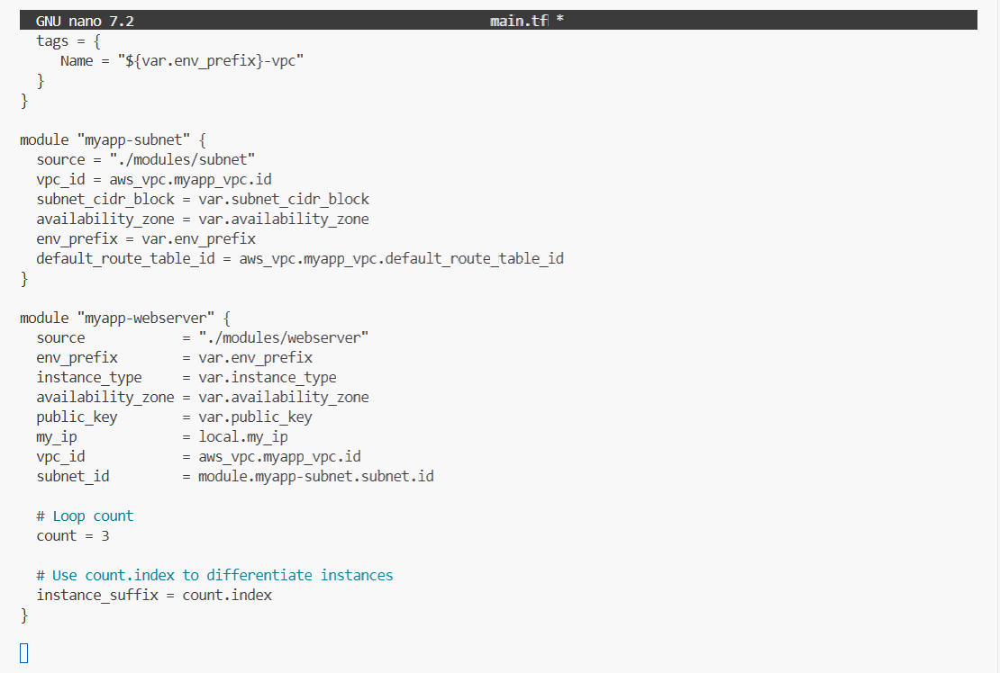 GNU nano 7.2 main.tf *
tags = {
Name = "${var.env_prefix}-vpc"
}
}
module "myapp-subnet" {
source = "./modules/subnet"
vpc_id = aws_vpc.myapp_vpc.id
subnet_cidr_block = var.subnet_cidr_block
availability_zone = var.availability_zone
env_prefix = var.env_prefix
default_route_table_id = aws_vpc.myapp_vpc.default_route_table_id
}
module "myapp-webserver" {
source = "./modules/webserver"
env_prefix = var.env_prefix
instance_type = var.instance_type
availability_zone = var.availability_zone
public_key = var.public_key
my_ip = local.my_ip
vpc_id = aws_vpc.myapp_vpc.id
subnet_id = module.myapp-subnet.subnet.id
# Loop count
count = 3
# Use count.index to differentiate instances
instance_suffix = count.index
}